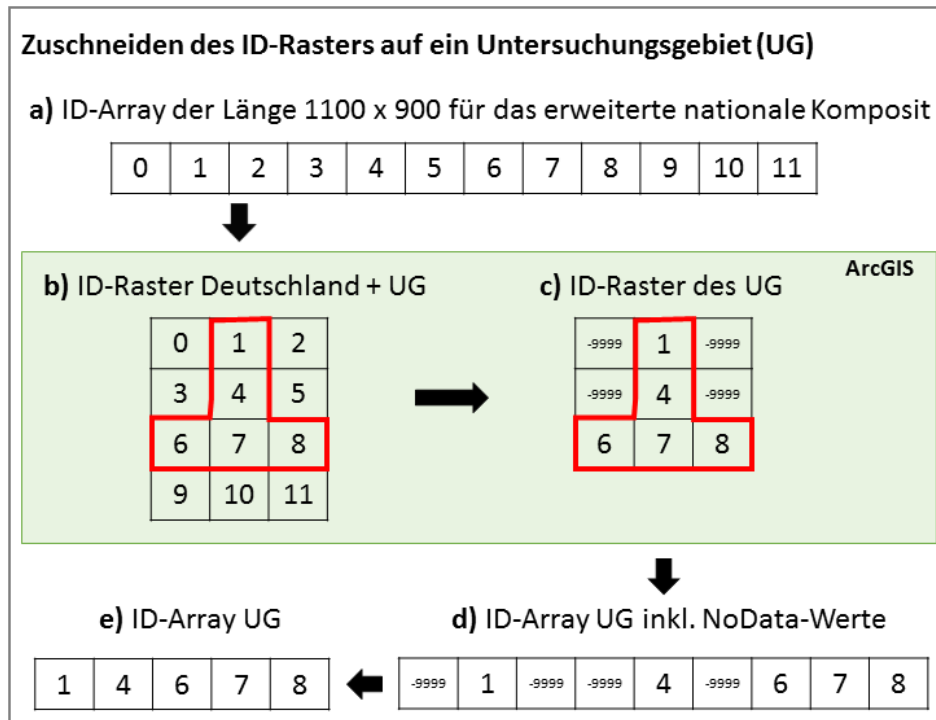 Zuschneiden des ID-Rasters auf ein Untersuchungsgebiet (UG)
a) ID-Array der Länge 1100 x 900 für das erweiterte nationale Komposit
0 1 2 3 4 5 6 7 8 9 10 11
ArcGIS
b) ID-Raster Deutschland + UG
0 1 2
3 4 5
6 7 8
9 10 11
c) ID-Raster des UG
-9999 1 -9999
-9999 4 -9999
6 7 8
d) ID-Array UG inkl. NoData-Werte
-9999 1 -9999 -9999 4 -9999 6 7 8
e) ID-Array UG
1 4 6 7 8